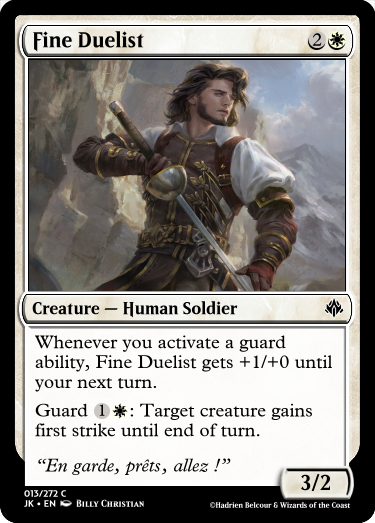 Fine Duelist
2
Creature — Human Soldier
Whenever you activate a guard
ability, Fine Duelist gets +1/+0 until
your next turn.
Guard 1: Target creature gains
first strike until end of turn.
“En garde, prêts, allez !”
3/2
013/272 C
JK • EN Billy Christian
©Hadrien Belcour & Wizards of the Coast